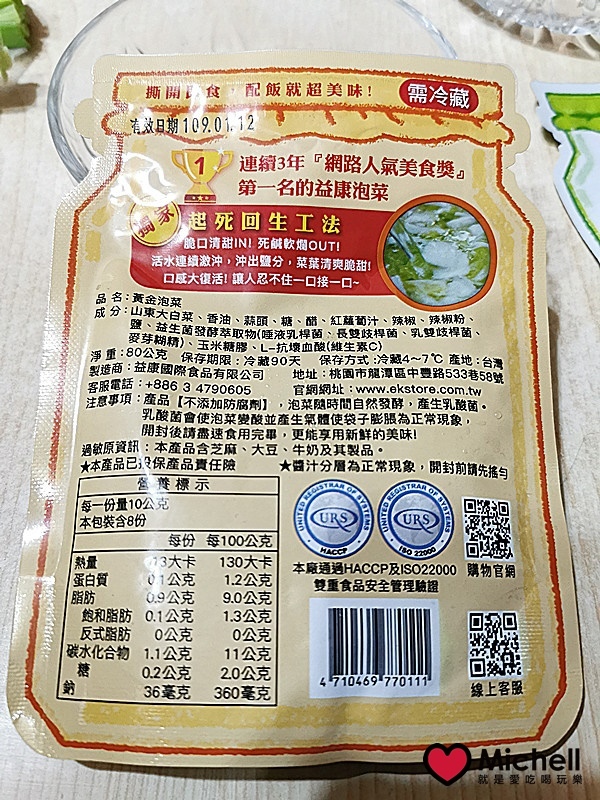 撕開即食，配飯就超美味！
需冷藏
有效日期 109.01.12
1
連續3年『網路人氣美食獎』
第一名的益康泡菜
獨家
起死回生工法
脆口清甜IN! 死鹹軟爛OUT!
活水連續激沖，沖出鹽分，菜葉清爽脆甜!
口感大復活! 讓人忍不住一口接一口~
品名:黃金泡菜
成分:山東大白菜、香油、蒜頭、糖、醋、紅蘿蔔汁、辣椒、辣椒粉、
鹽、益生菌發酵萃取物(唾液乳桿菌、長雙歧桿菌、乳雙歧桿菌、
麥芽糊精)、玉米糖膠、L-抗壞血酸(維生素C)
淨重:80公克 保存期限:冷藏90天 保存方式:冷藏4~7℃ 產地:台灣
製造商:益康國際食品有限公司 地址:桃園市龍潭區中豐路533巷58號
客服電話:+886 3 4790605 官網網址:www.ekstore.com.tw
注意事項:產品【不添加防腐劑】，泡菜隨時間自然發酵，產生乳酸菌。
乳酸菌會使泡菜變酸並產生氣體使袋子膨脹為正常現象，
開封後請盡速食用完畢，更能享用新鮮的美味!
過敏原資訊:本產品含芝麻、大豆、牛奶及其製品。
★本產品已投保產品責任險 ★醬汁分層為正常現象，開封前請先搖勻
營養標示
每一份量10公克
本包裝含8份
每份 每100公克
熱量 13大卡 130大卡
蛋白質 0.1公克 1.2公克
脂肪 0.9公克 9.0公克
飽和脂肪 0.1公克 1.3公克
反式脂肪 0公克 0公克
碳水化合物 1.1公克 11公克
糖 0.2公克 2.0公克
鈉 36毫克 360毫克
UNITED REGISTRAR OF SYSTEMS
URS
HACCP
UNITED REGISTRAR OF SYSTEMS
URS
ISO 22000
本廠通過HACCP及ISO22000
雙重食品安全管理驗證
購物官網
4 710469 770111
線上客服
Michell
就是愛吃喝玩樂